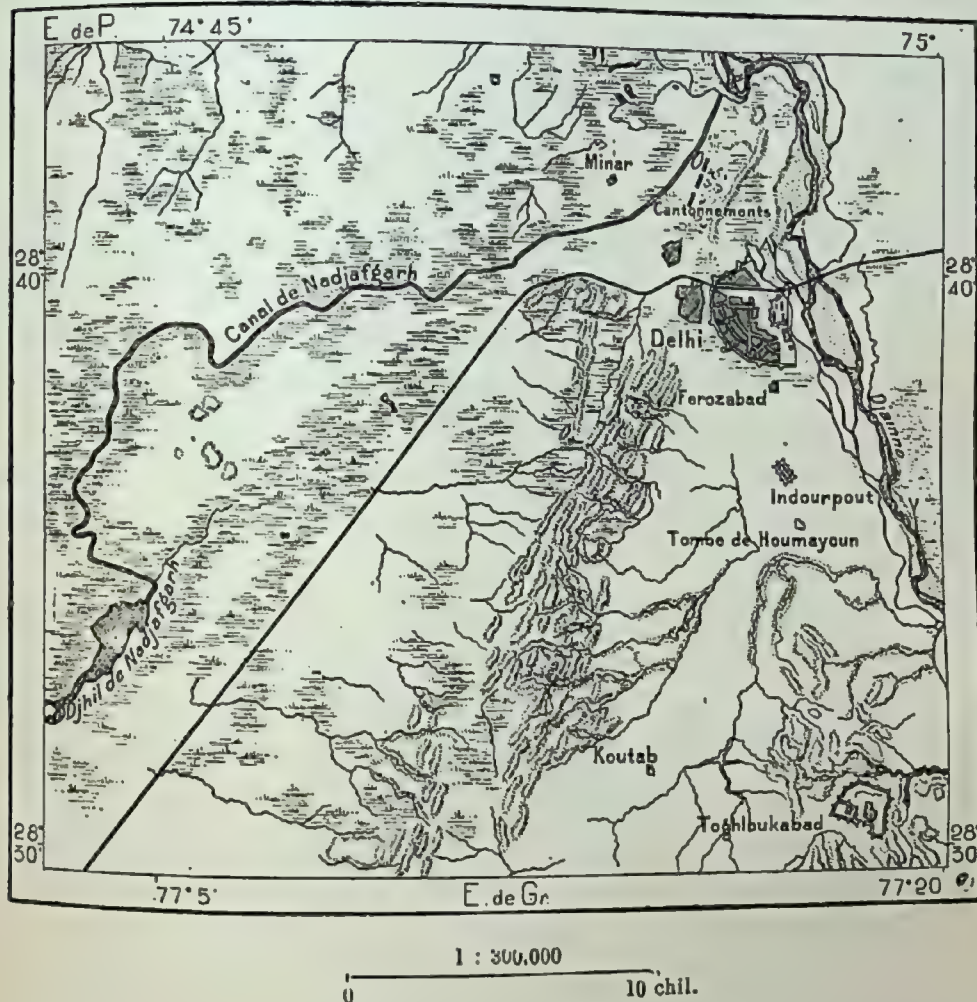 E. de P.
74° 45'
75°
Minar
Cantonnements
28° 40'
28° 40'
Canal de Nadjafgarh
Delhi
Ferozabad
Djamna
Indourpout
Tombe de Houmayoun
Djhil de Nadjafgarh
Koutab
Toghloukabad
28° 30'
28° 30'
77° 5'
E. de Gr.
77° 20'
1 : 300,000
0 10 chil.